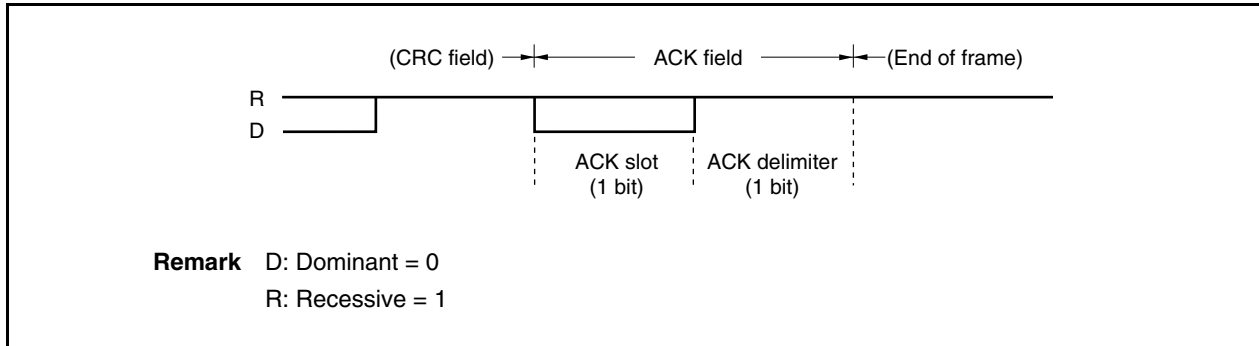 (CRC field) ACK field (End of frame)
R
D
ACK slot ACK delimiter
(1 bit) (1 bit)
Remark D: Dominant = 0
R: Recessive = 1